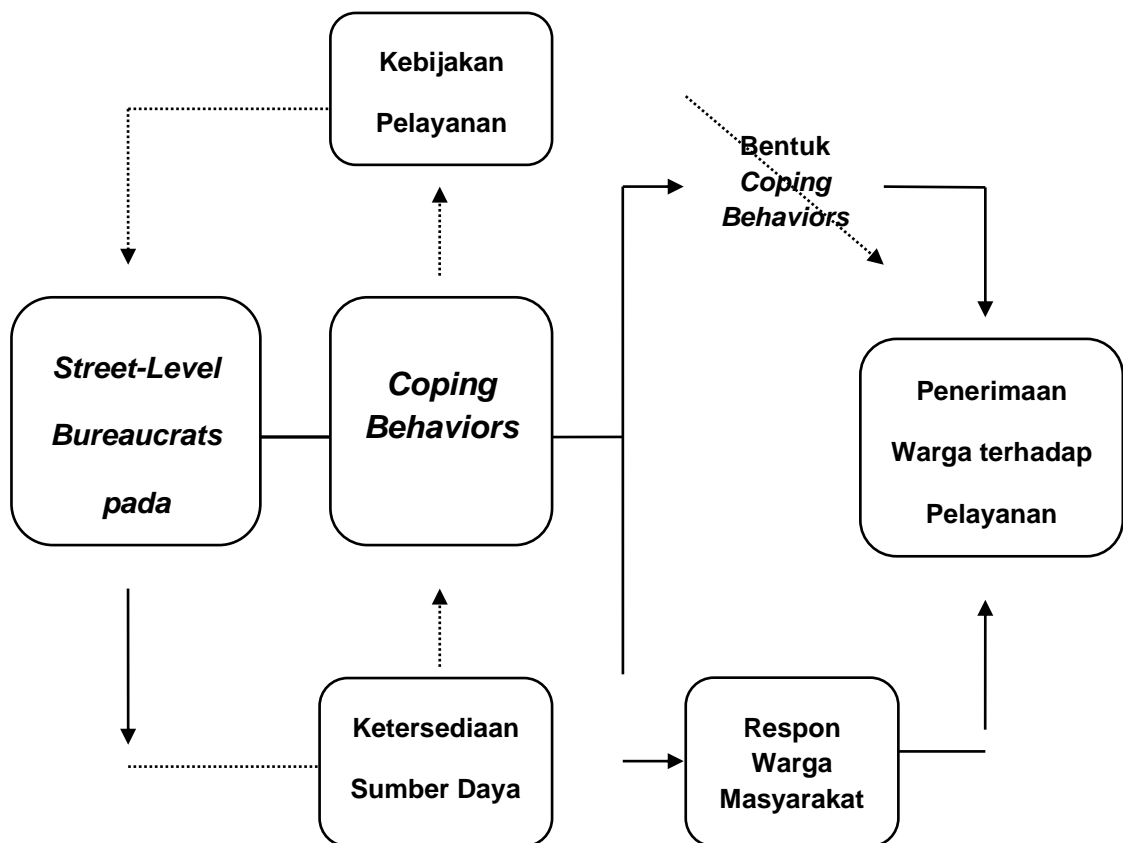 Kebijakan
Pelayanan
Bentuk
Coping
Behaviors
Street-Level
Bureaucrats
pada
Coping
Behaviors
Penerimaan
Warga terhadap
Pelayanan
Ketersediaan
Sumber Daya
Respon
Warga
Masyarakat